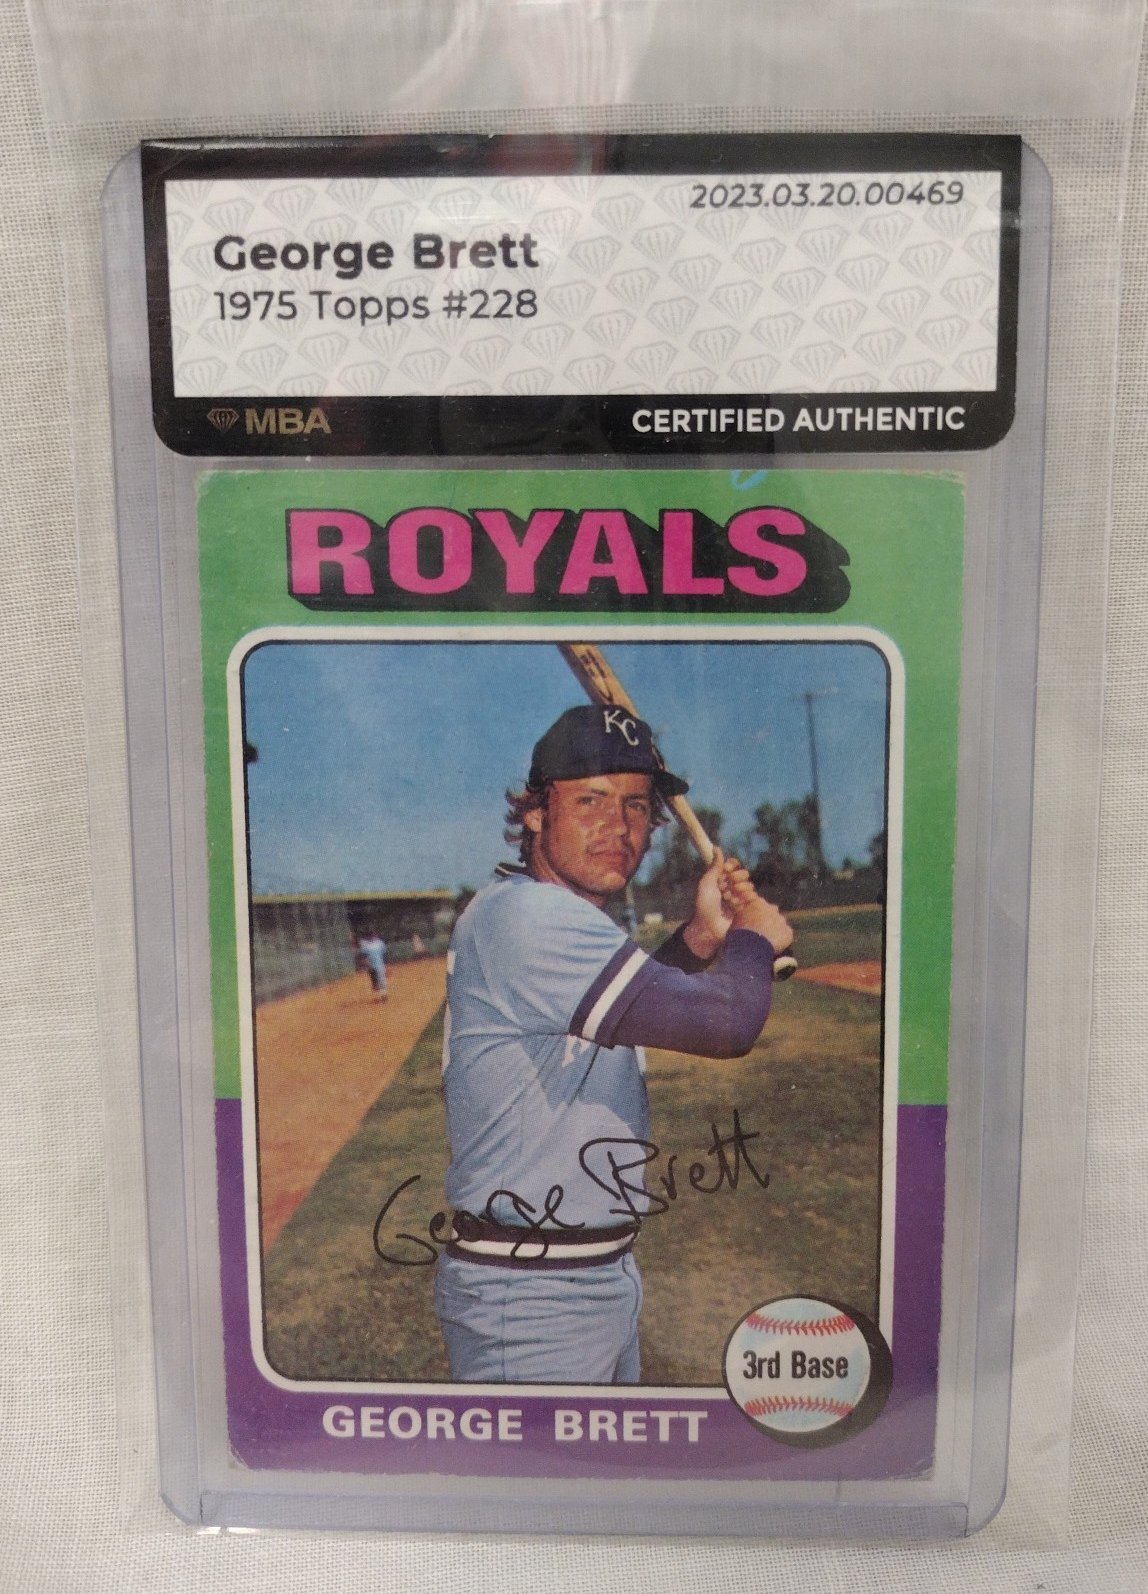 2023.03.20.00469
George Brett
1975 Topps #228
MBA
CERTIFIED AUTHENTIC
ROYALS
KC
George Brett
3rd Base
GEORGE BRETT